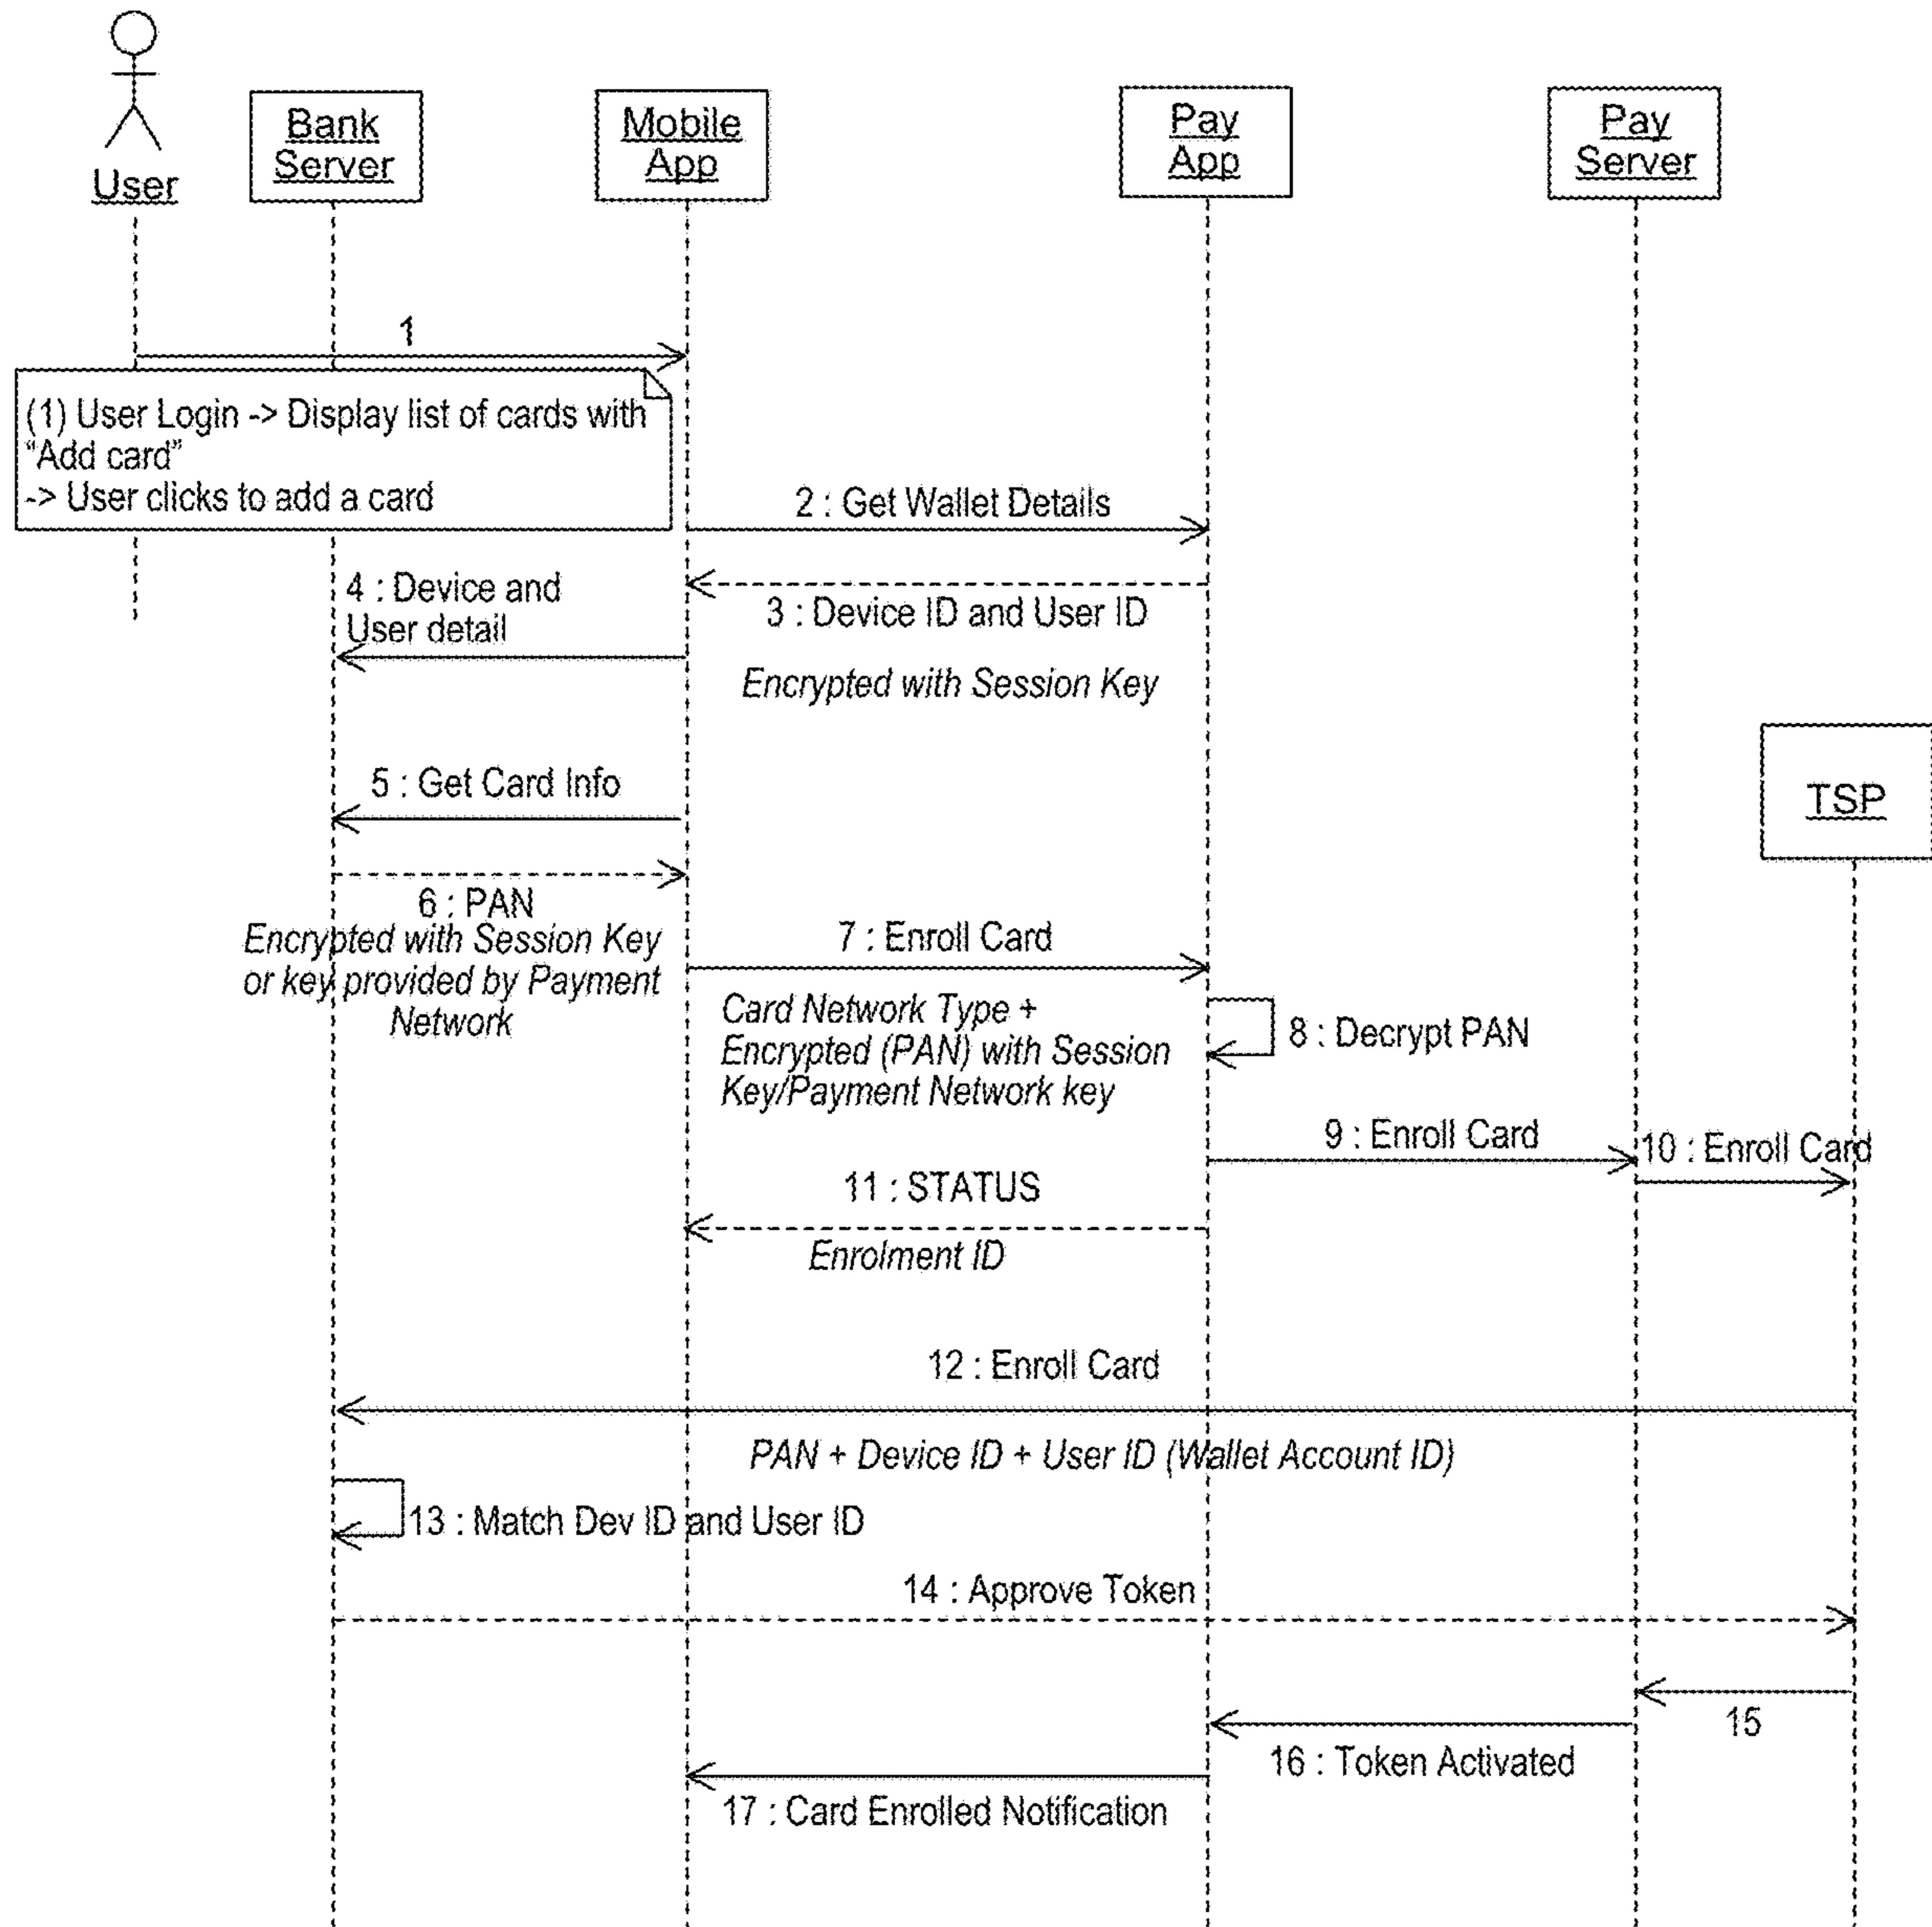 User
Bank
Server
Mobile
App
Pay
App
Pay
Server
1
(1) User Login -> Display list of cards with
"Add card"
-> User clicks to add a card
2 : Get Wallet Details
3 : Device ID and User ID
4 : Device and
User detail
Encrypted with Session Key
TSP
5 : Get Card Info
6 : PAN
Encrypted with Session Key
or key provided by Payment
Network
7 : Enroll Card
Card Network Type +
Encrypted (PAN) with Session
Key/Payment Network key
8 : Decrypt PAN
9 : Enroll Card
10 : Enroll Card
11 : STATUS
Enrolment ID
12 : Enroll Card
PAN + Device ID + User ID (Wallet Account ID)
13 : Match Dev ID and User ID
14 : Approve Token
15
16 : Token Activated
17 : Card Enrolled Notification